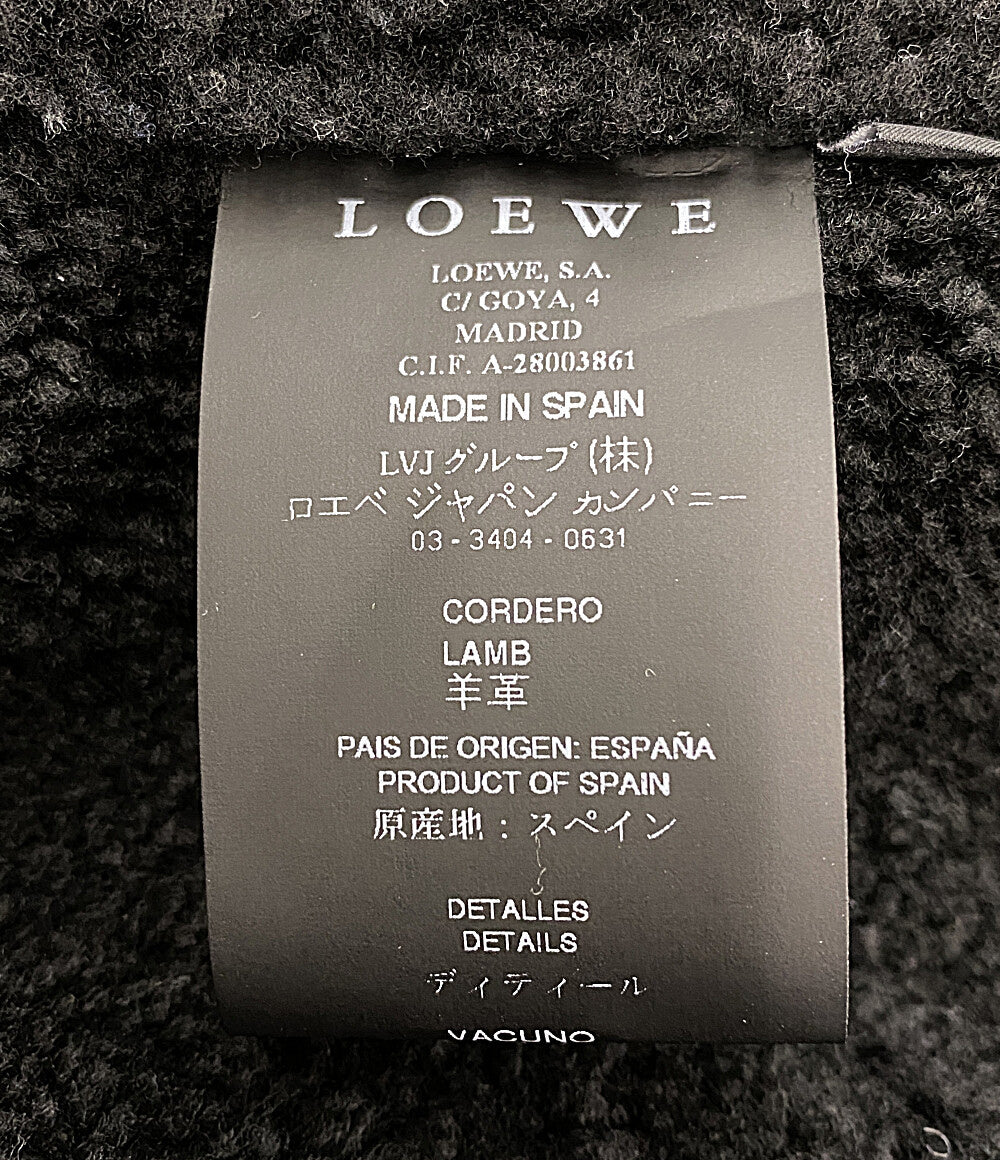 LOEWE
LOEWE, S.A.
C/ GOYA, 4
MADRID
C.I.F. A-28003861
MADE IN SPAIN
LVJ グループ (株)
ロエベ ジャパン カンパニー
03 - 3404 - 0631
CORDERO
LAMB
羊革
PAIS DE ORIGEN: ESPAÑA
PRODUCT OF SPAIN
原産地 : スペイン
DETALLES
DETAILS
ディティール
VACUNO